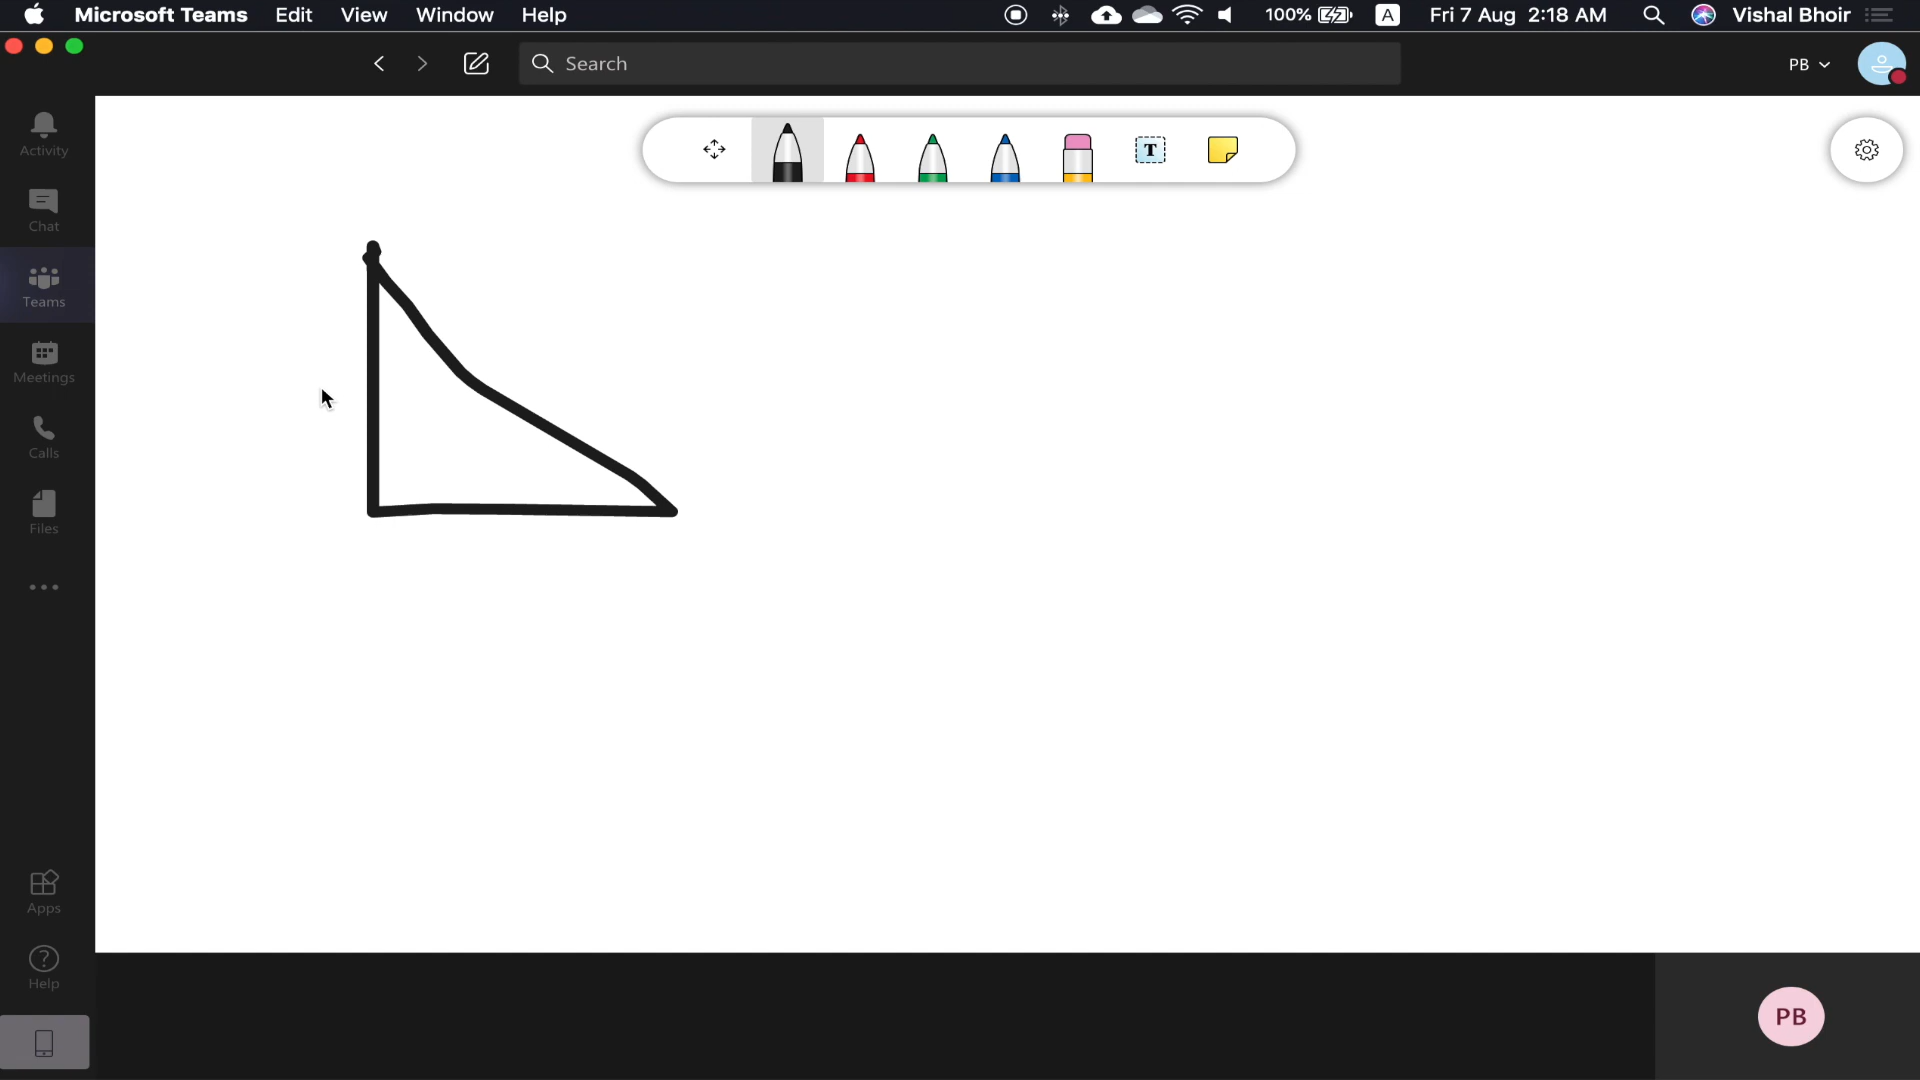 Microsoft Teams Edit View Window Help 100% A Fri 7 Aug 2:18 AM Vishal Bhoir
Search PB
Activity
Chat
Teams
Meetings
Calls
Files
Apps
Help
T
PB